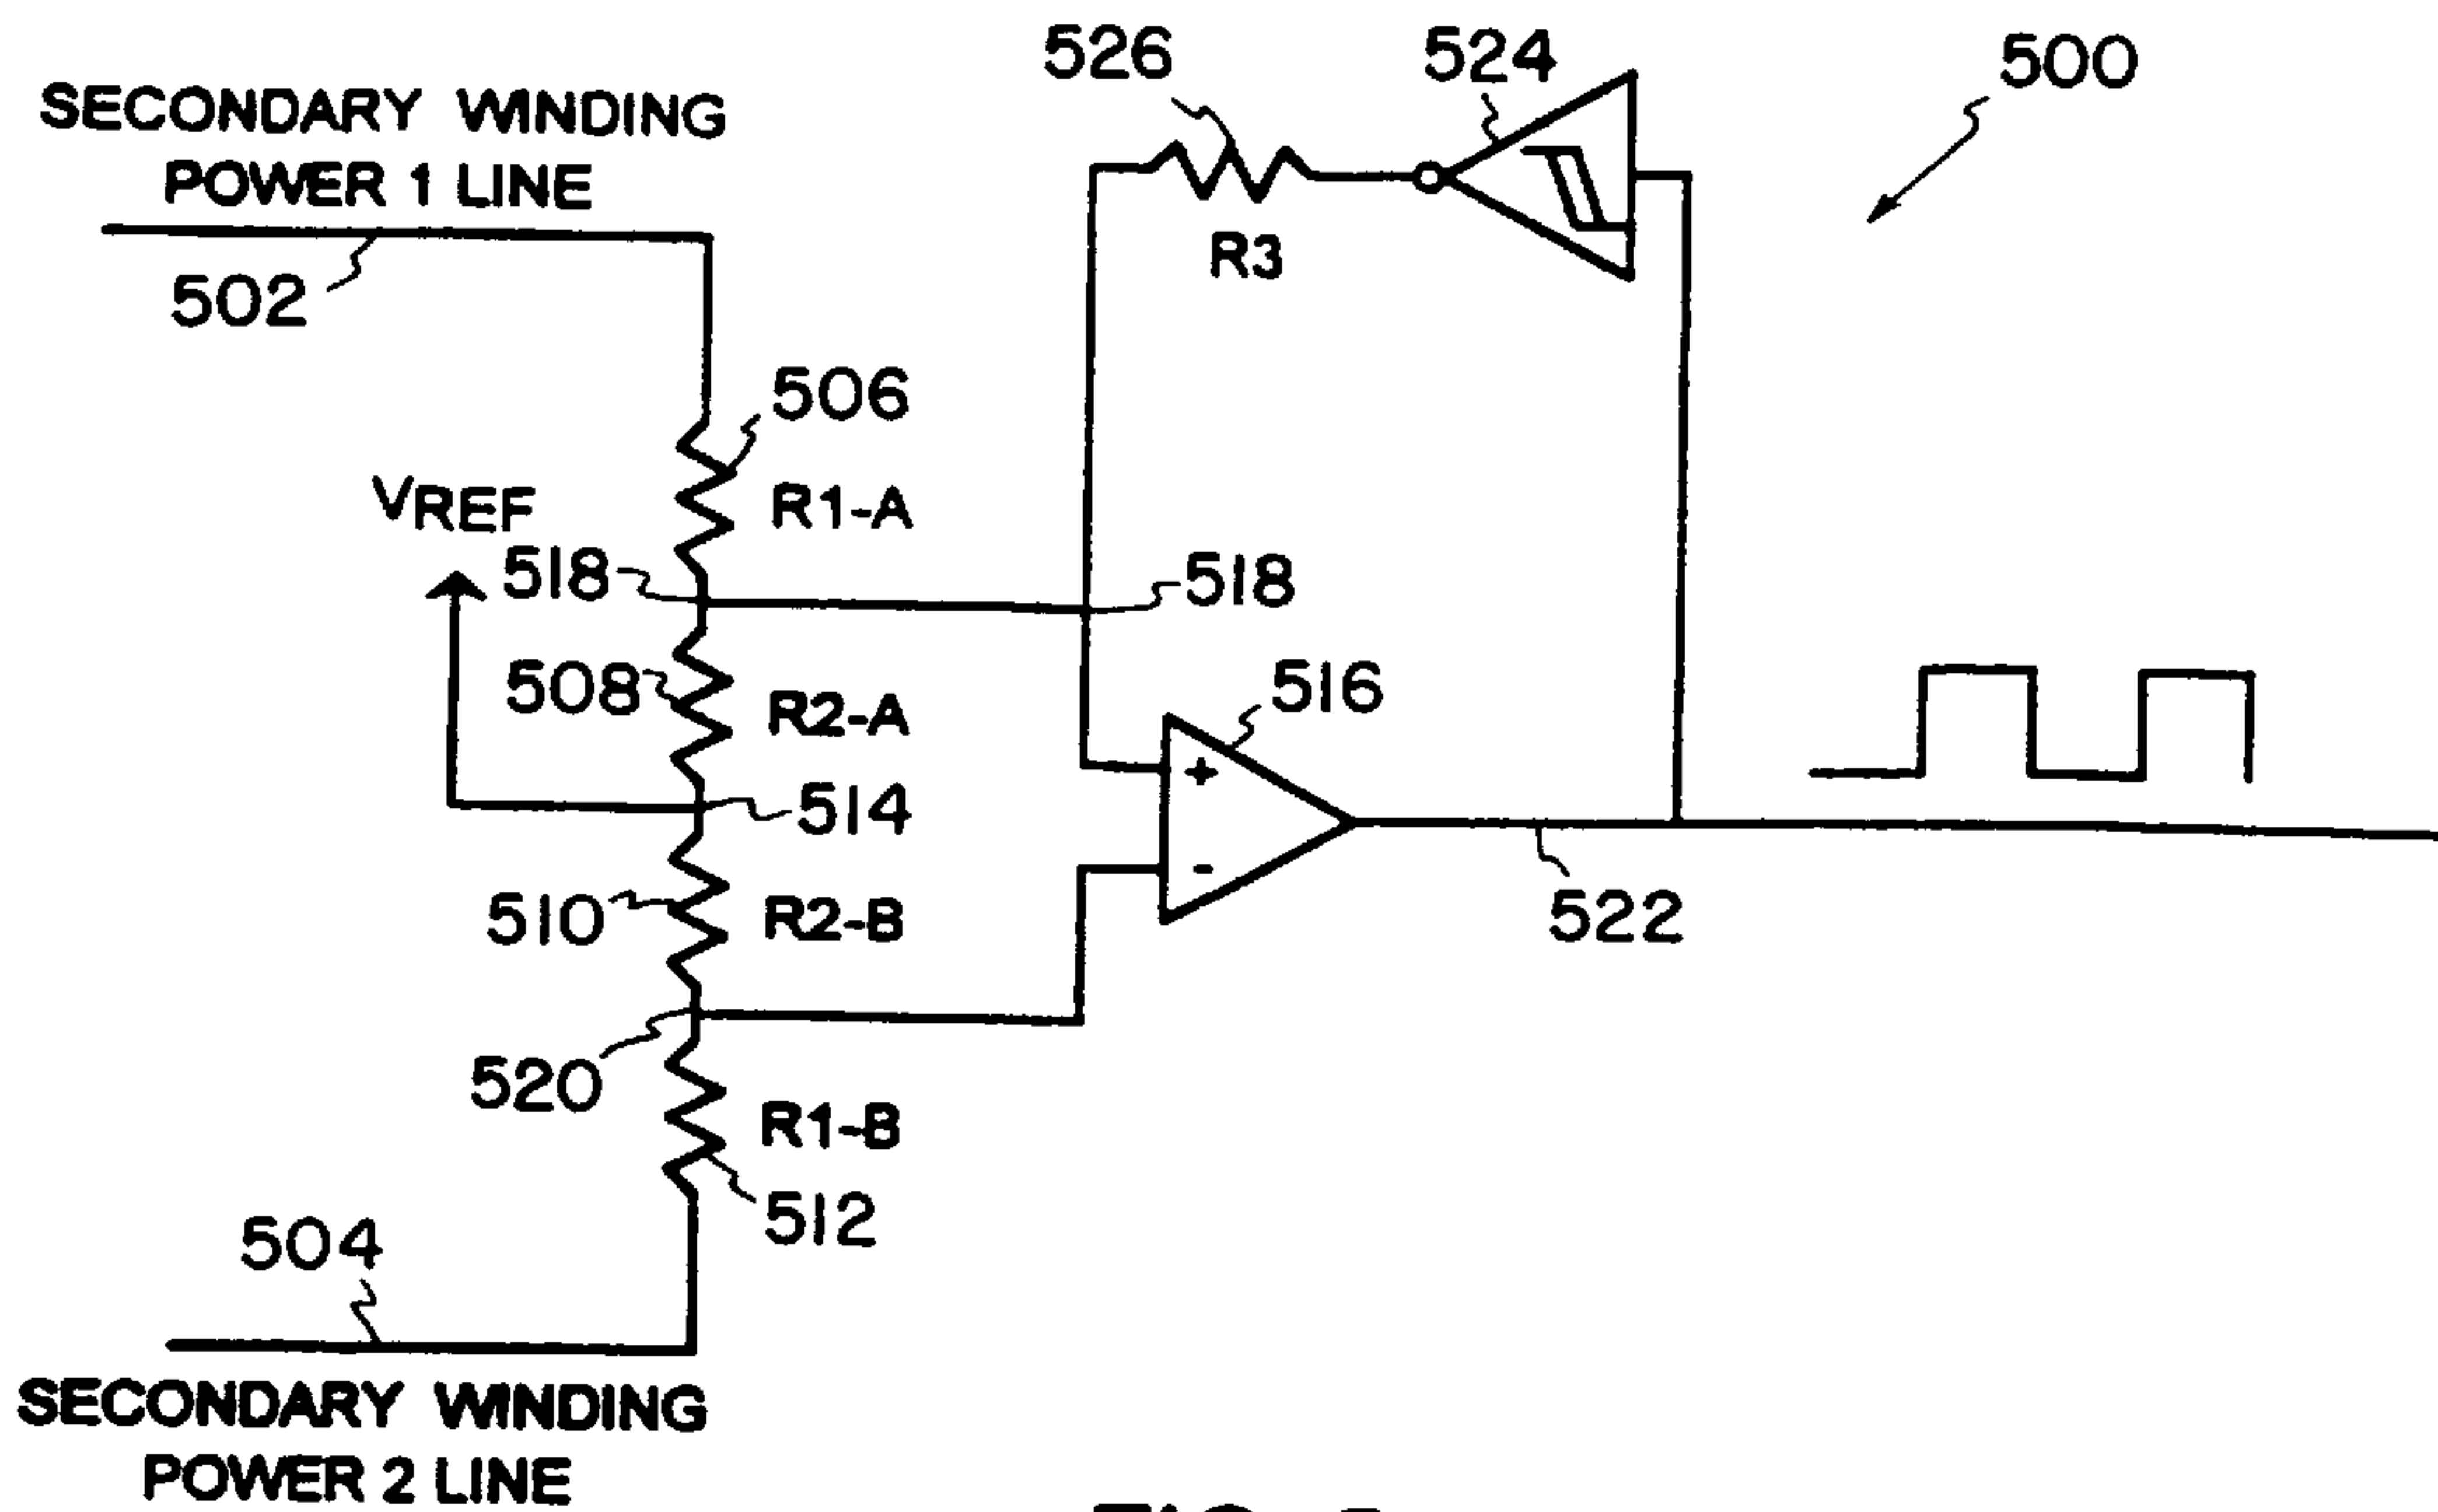 526
524
500
SECONDARY WINDING
POWER 1 LINE
502
R3
506
R1-A
VREF
518
518
508
R2-A
516
514
510
R2-B
522
520
R1-B
512
504
SECONDARY WINDING
POWER 2 LINE
+
-